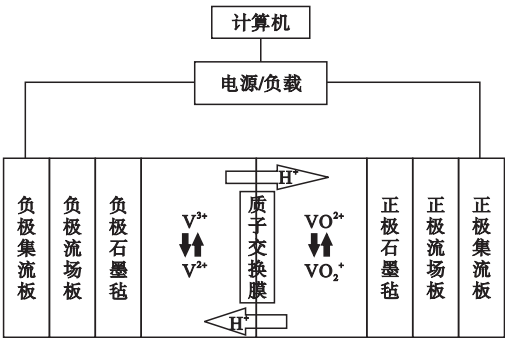 计算机
电源/负载
负极集流板
负极流场板
负极石墨毡
V³⁺
V²⁺
H⁺
质子交换膜
H⁺
VO²⁺
VO₂⁺
正极石墨毡
正极流场板
正极集流板